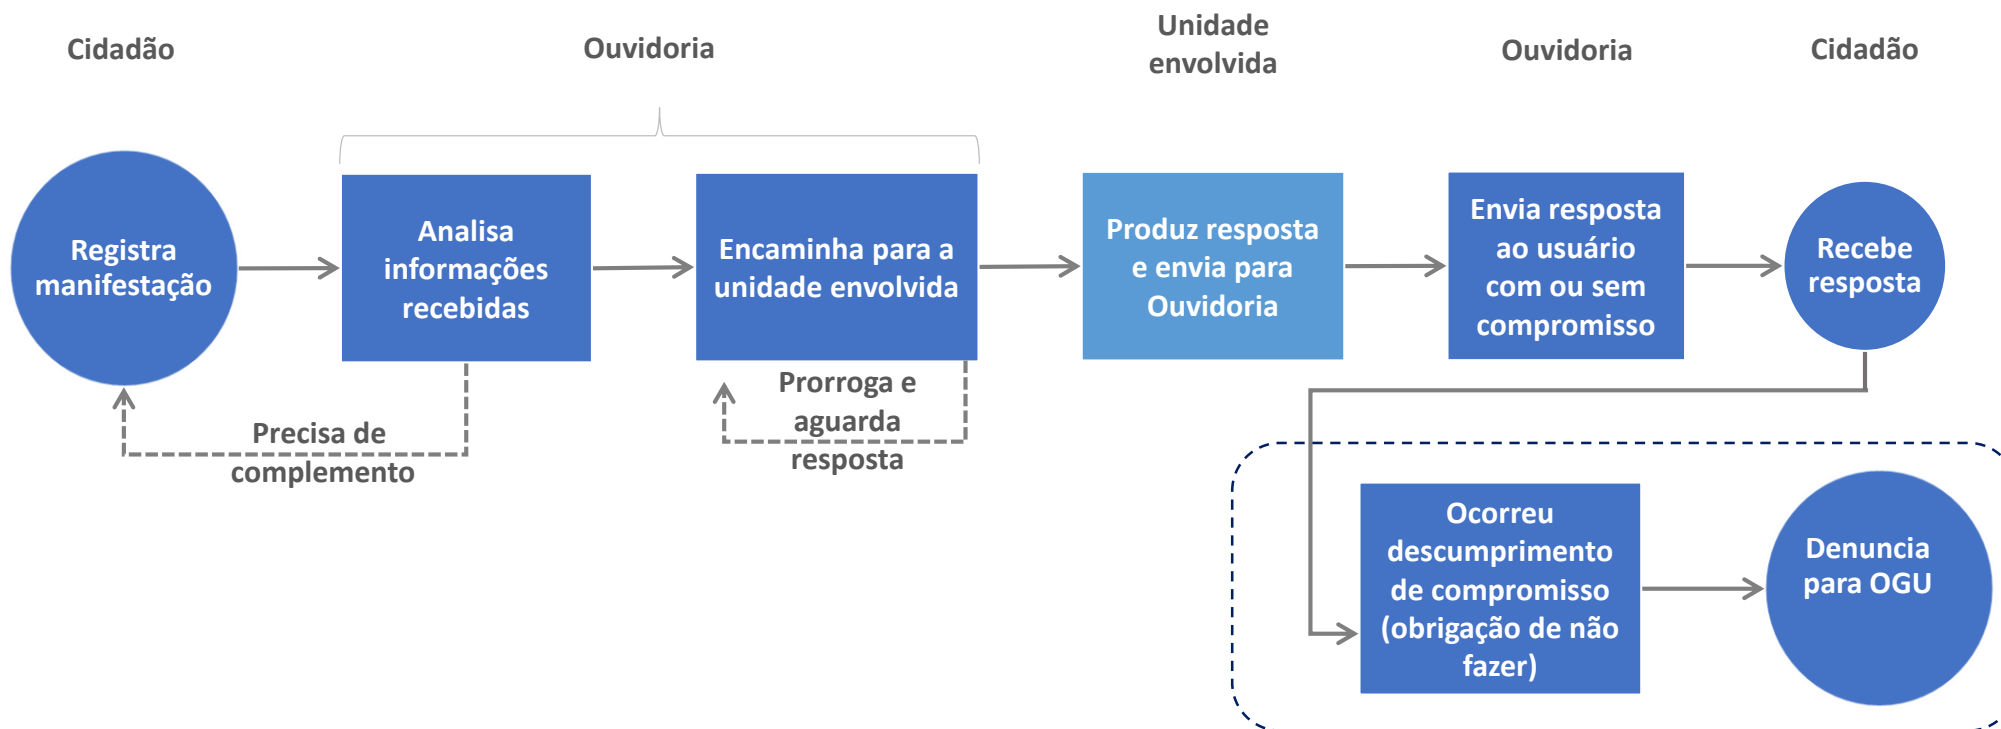 Cidadão
Ouvidoria
Unidade
envolvida
Ouvidoria
Cidadão
Registra
manifestação
Analisa
informações
recebidas
Encaminha para a
unidade envolvida
Produz resposta
e envia para
Ouvidoria
Envia resposta
ao usuário
com ou sem
compromisso
Recebe
resposta
Precisa de
complemento
Prorroga e
aguarda
resposta
Ocorreu
descumprimento
de compromisso
(obrigação de não
fazer)
Denuncia
para OGU